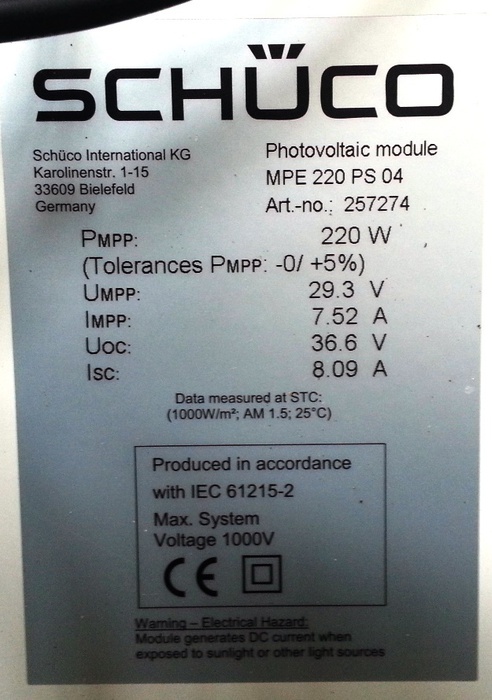 SCHÜCO
Schüco International KG
Karolinenstr. 1-15
33609 Bielefeld
Germany
Photovoltaic module
MPE 220 PS 04
Art.-no.: 257274
PMPP: 220 W
(Tolerances PMPP: -0/ +5%)
UMPP: 29.3 V
IMPP: 7.52 A
UOC: 36.6 V
ISC: 8.09 A
Data measured at STC:
(1000W/m²; AM 1.5; 25°C)
Produced in accordance
with IEC 61215-2
Max. System
Voltage 1000V
CE
Warning – Electrical Hazard:
Module generates DC current when
exposed to sunlight or other light sources